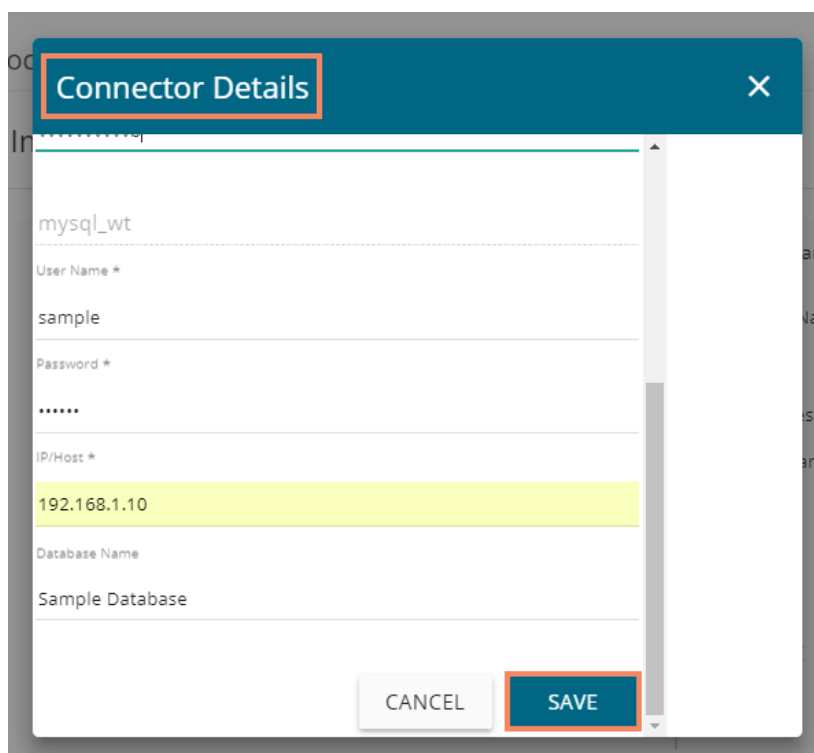 Connector Details
In
mysql_wt
User Name *
sample
Password *
••••••
IP/Host *
192.168.1.10
Database Name
Sample Database
CANCEL SAVE